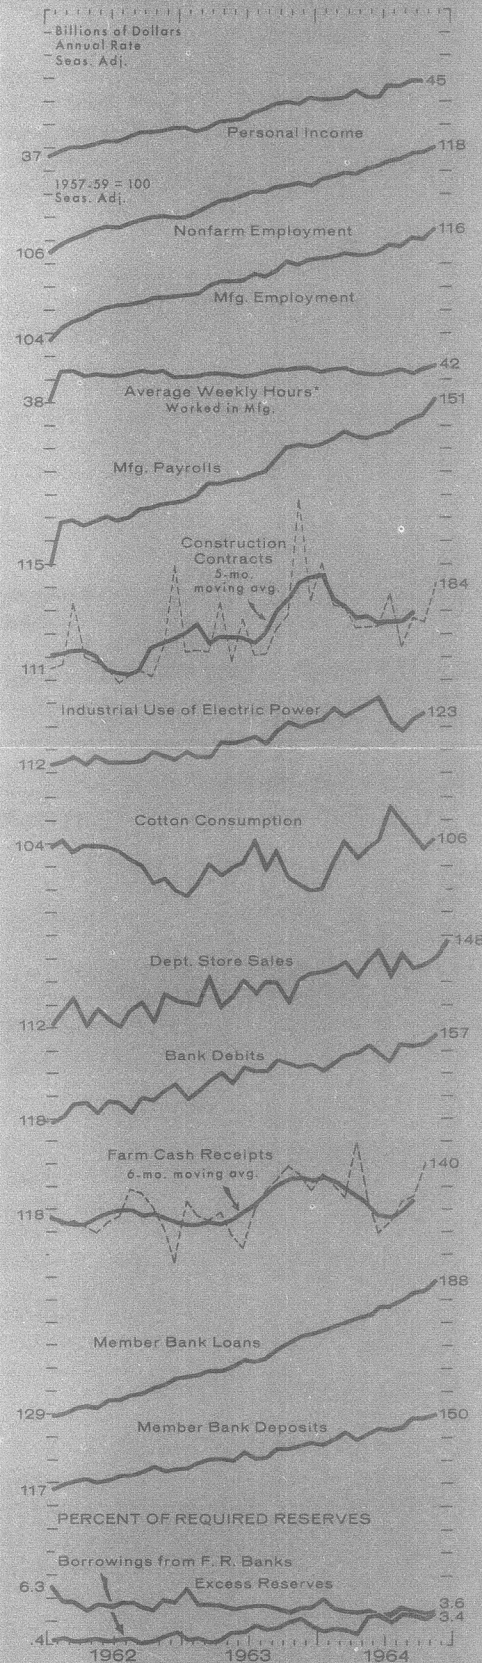 Billions of Dollars
Annual Rate
Seas. Adj.
45
Personal Income
37
118
1957-59 = 100
Seas. Adj.
Nonfarm Employment
106
116
Mfg. Employment
104
42
Average Weekly Hours*
38
Worked in Mfg.
151
Mfg. Payrolls
Construction
Contracts
5-mo.
moving avg.
115
184
111
Industrial Use of Electric Power
123
112
Cotton Consumption
104
106
148
Dept. Store Sales
112
157
Bank Debits
118
Farm Cash Receipts
140
6-mo. moving avg.
118
188
Member Bank Loans
129
150
Member Bank Deposits
117
PERCENT OF REQUIRED RESERVES
Borrowings from F. R. Banks
6.3
Excess Reserves
3.6
3.4
.4
1962 1963 1964